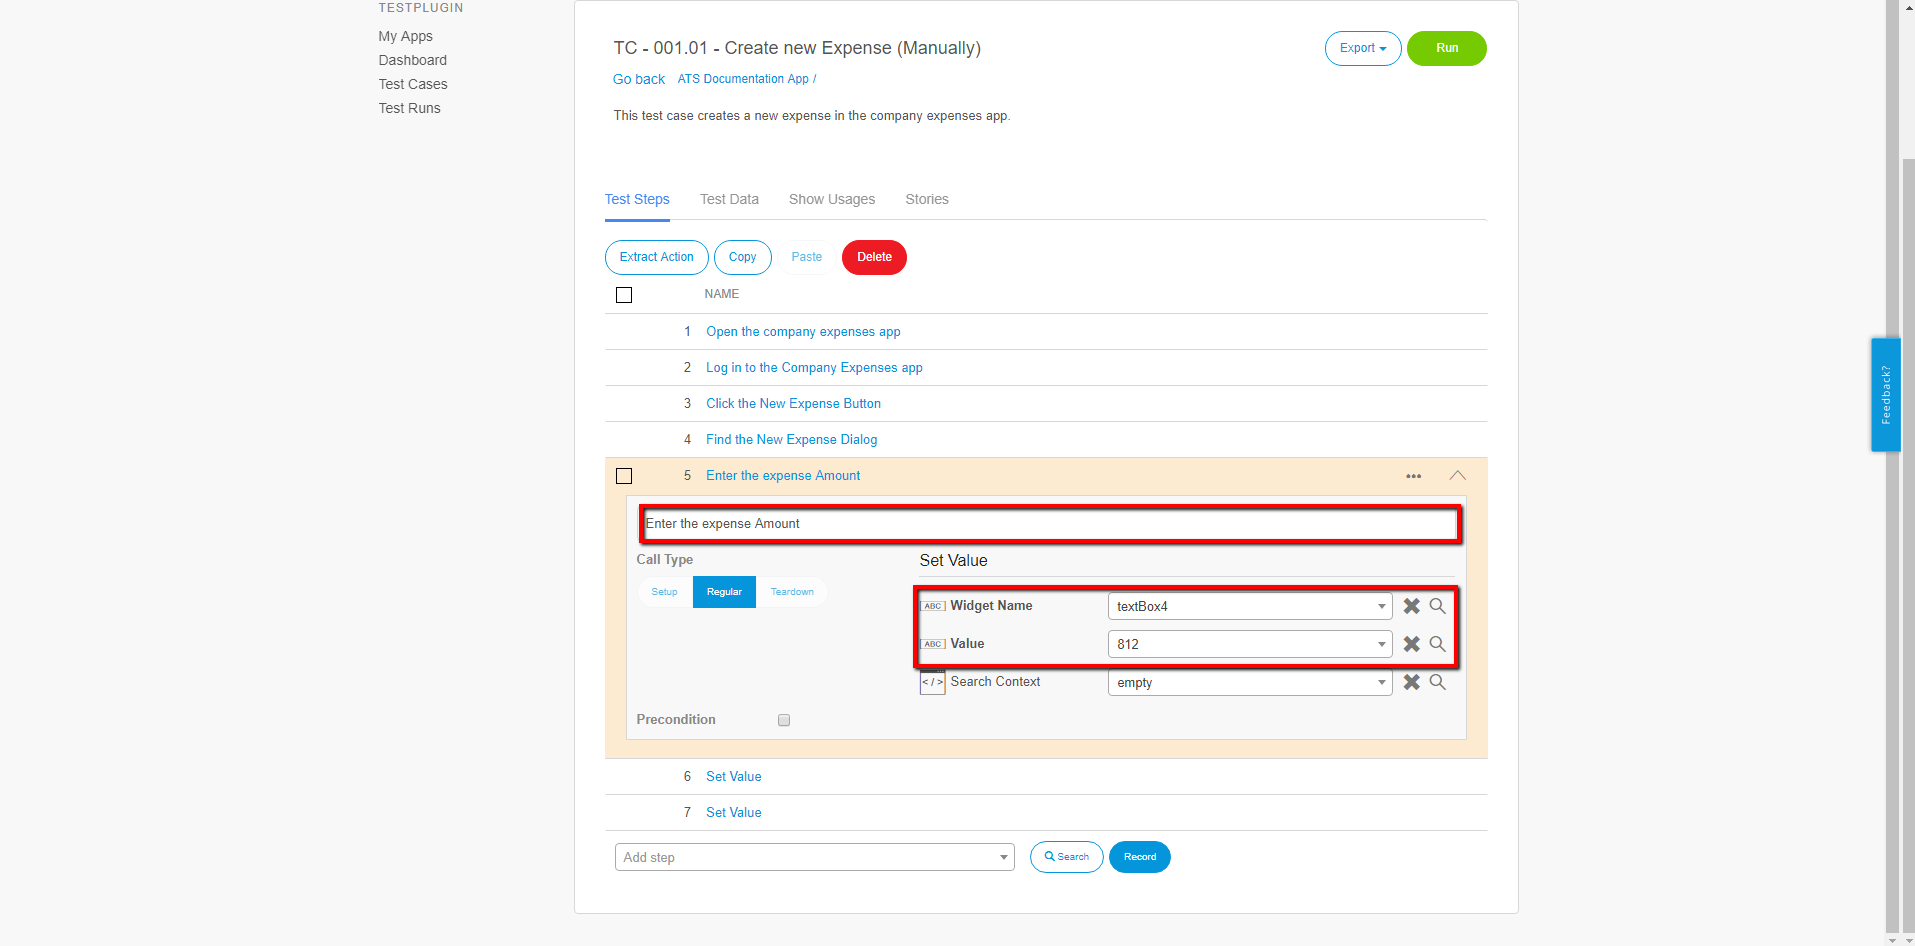 TESTPLUGIN
My Apps
Dashboard
Test Cases
Test Runs
TC - 001.01 - Create new Expense (Manually)
Export
Run
Go back ATS Documentation App /
This test case creates a new expense in the company expenses app.
Test Steps Test Data Show Usages Stories
Extract Action Copy Paste Delete
NAME
1 Open the company expenses app
2 Log in to the Company Expenses app
3 Click the New Expense Button
4 Find the New Expense Dialog
5 Enter the expense Amount
Enter the expense Amount
Call Type
Setup Regular Teardown
Set Value
ABC Widget Name textBox4
ABC Value 812
</> Search Context empty
Precondition
6 Set Value
7 Set Value
Add step Search Record
Feedback?